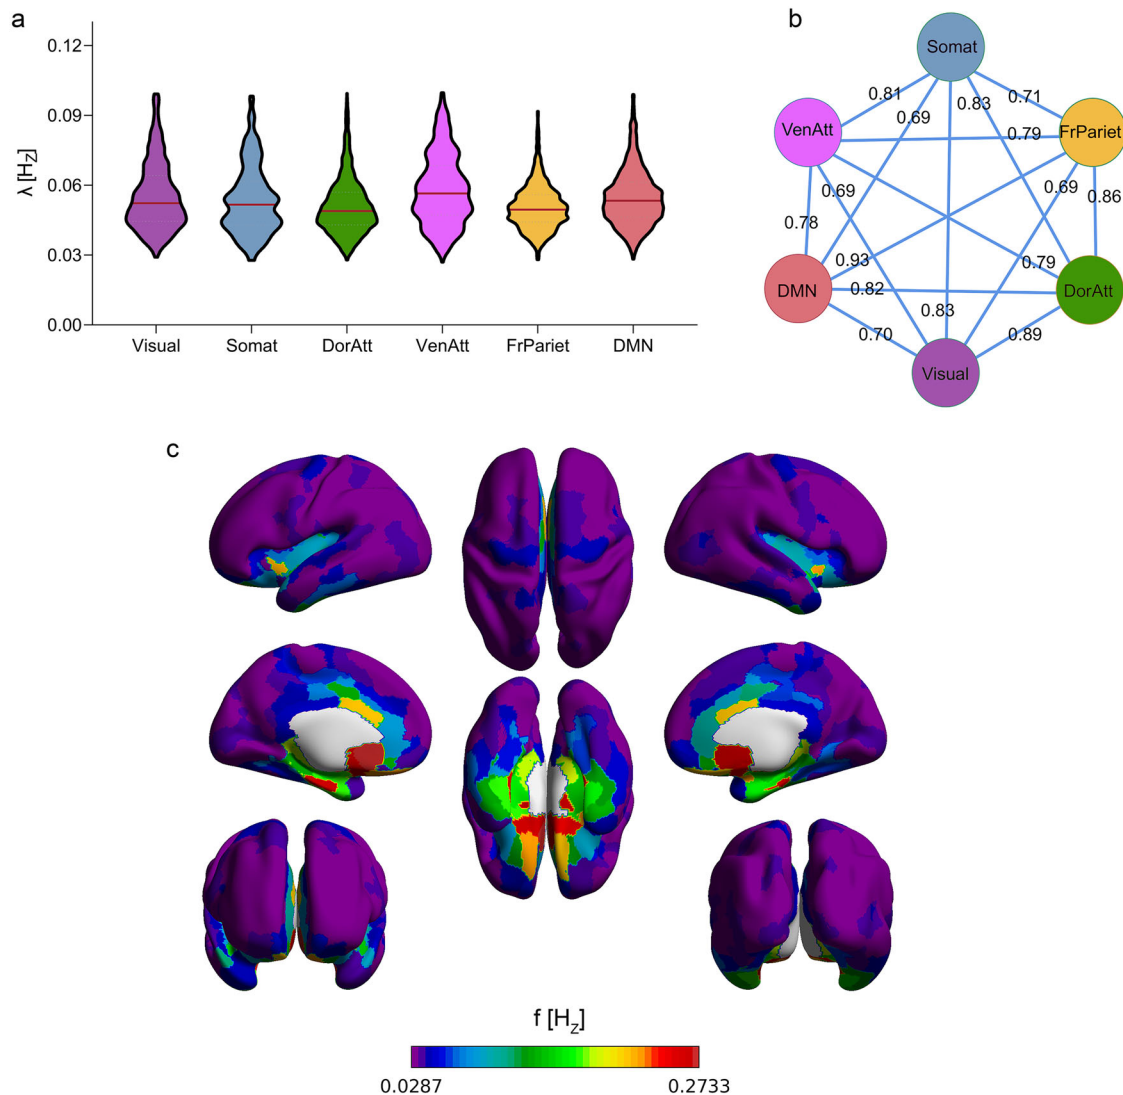 a
λ [Hz]
0.12
0.09
0.06
0.03
0.00
Visual Somat DorAtt VenAtt FrPariet DMN
b
Somat
0.81 0.83 0.71
0.69
VenAtt 0.79 FrPariet
0.69 0.69 0.86
0.78
0.93 0.79
DMN 0.82 DorAtt
0.83
0.70 0.89
Visual
c
f [Hz]
0.0287 0.2733